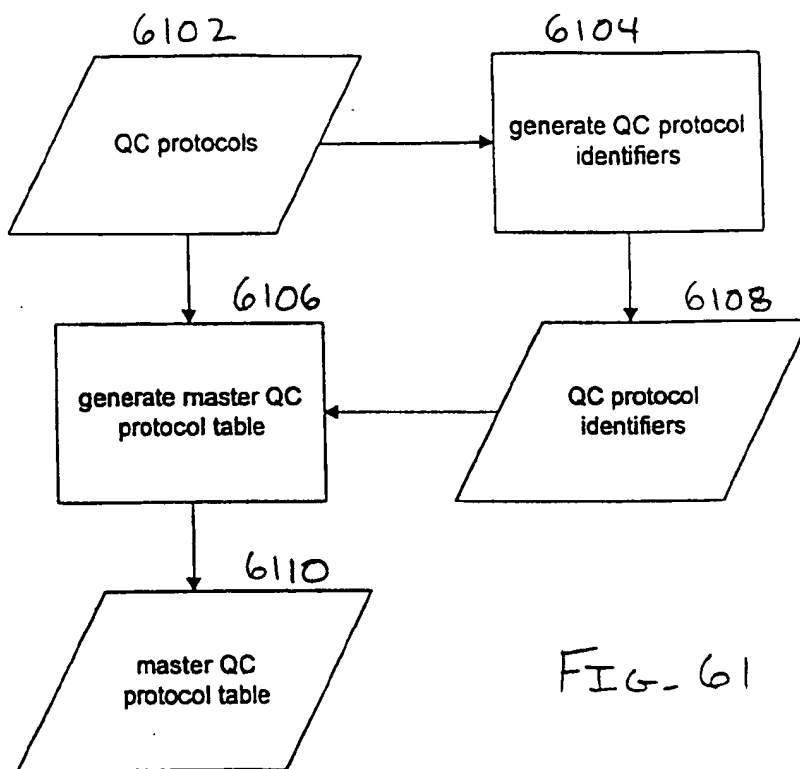 6102
6104
QC protocols
generate QC protocol
identifiers
6106
6108
generate master QC
protocol table
QC protocol
identifiers
6110
master QC
protocol table
FIG- 61